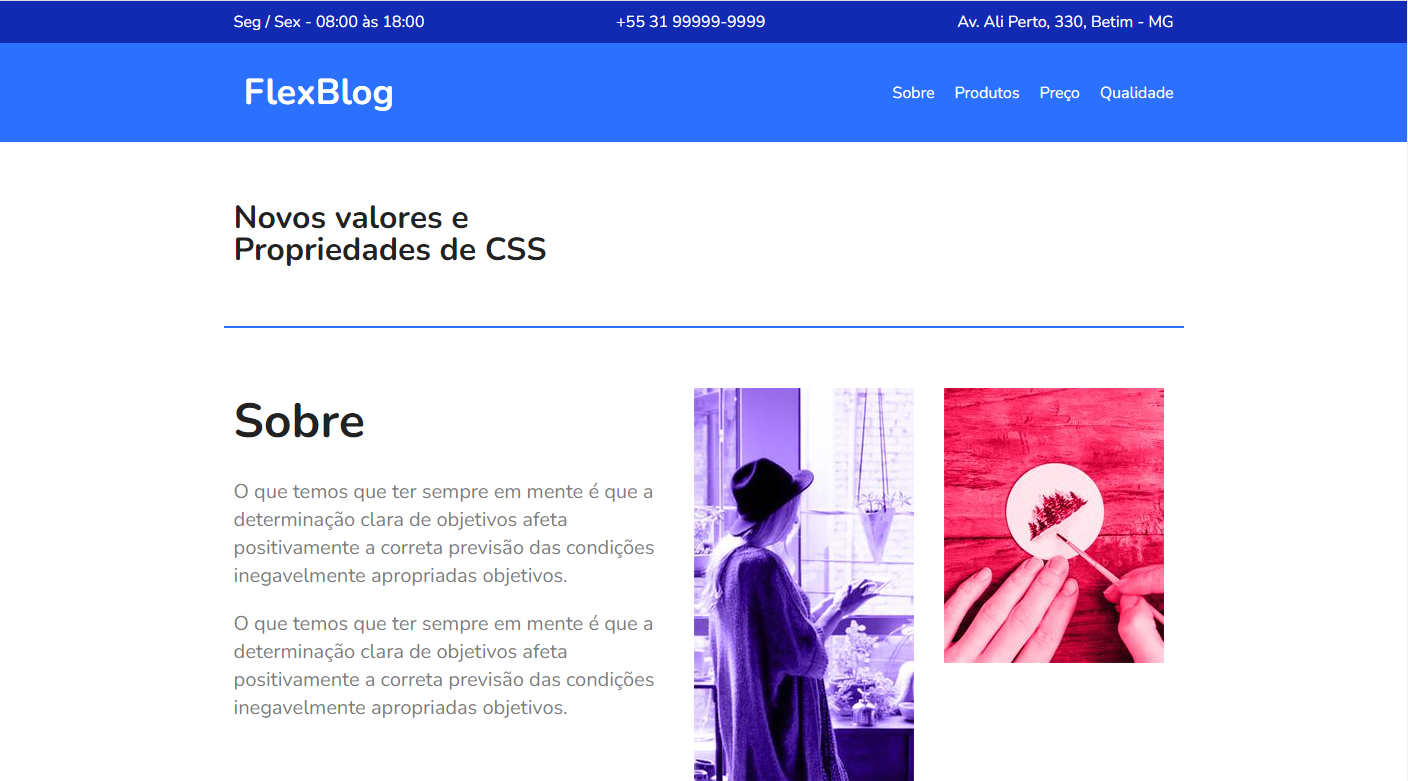 Seg / Sex - 08:00 às 18:00
+55 31 99999-9999
Av. Ali Perto, 330, Betim - MG
FlexBlog
Sobre
Produtos
Preço
Qualidade
Novos valores e
Propriedades de CSS
Sobre
O que temos que ter sempre em mente é que a
determinação clara de objetivos afeta
positivamente a correta previsão das condições
inegavelmente apropriadas objetivos.
O que temos que ter sempre em mente é que a
determinação clara de objetivos afeta
positivamente a correta previsão das condições
inegavelmente apropriadas objetivos.